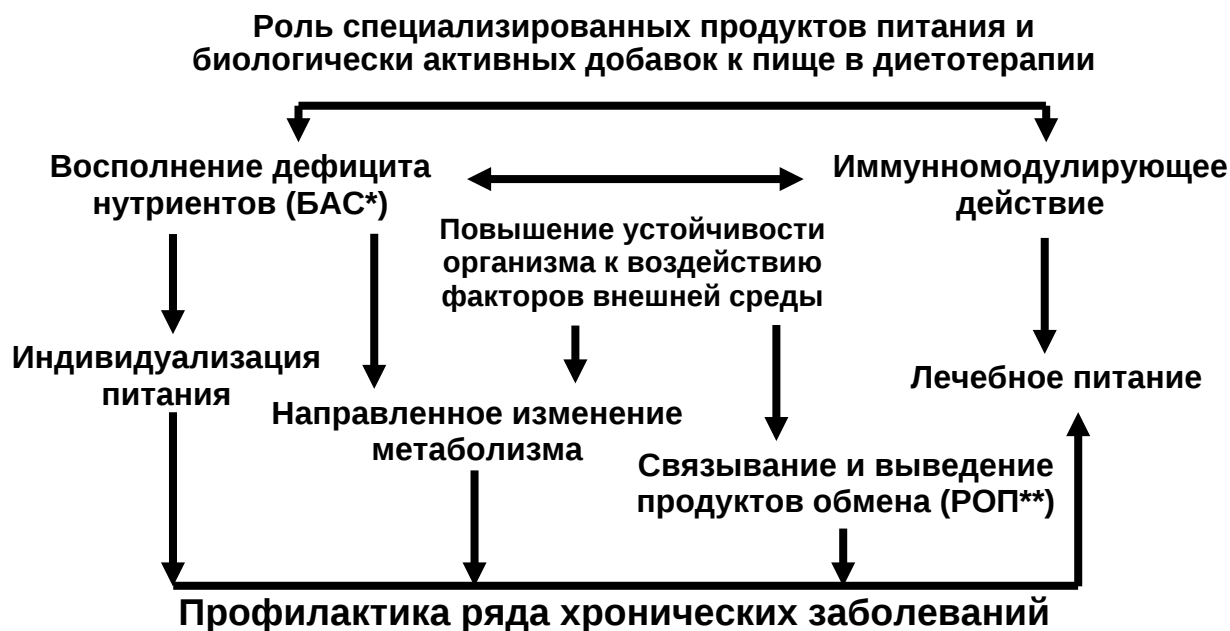 Роль специализированных продуктов питания и
биологически активных добавок к пище в диетотерапии
Восполнение дефицита
нутриентов (БАС*)
Иммунномодулирующее
действие
Повышение устойчивости
организма к воздействию
факторов внешней среды
Индивидуализация
питания
Лечебное питание
Направленное изменение
метаболизма
Связывание и выведение
продуктов обмена (РОП**)
Профилактика ряда хронических заболеваний